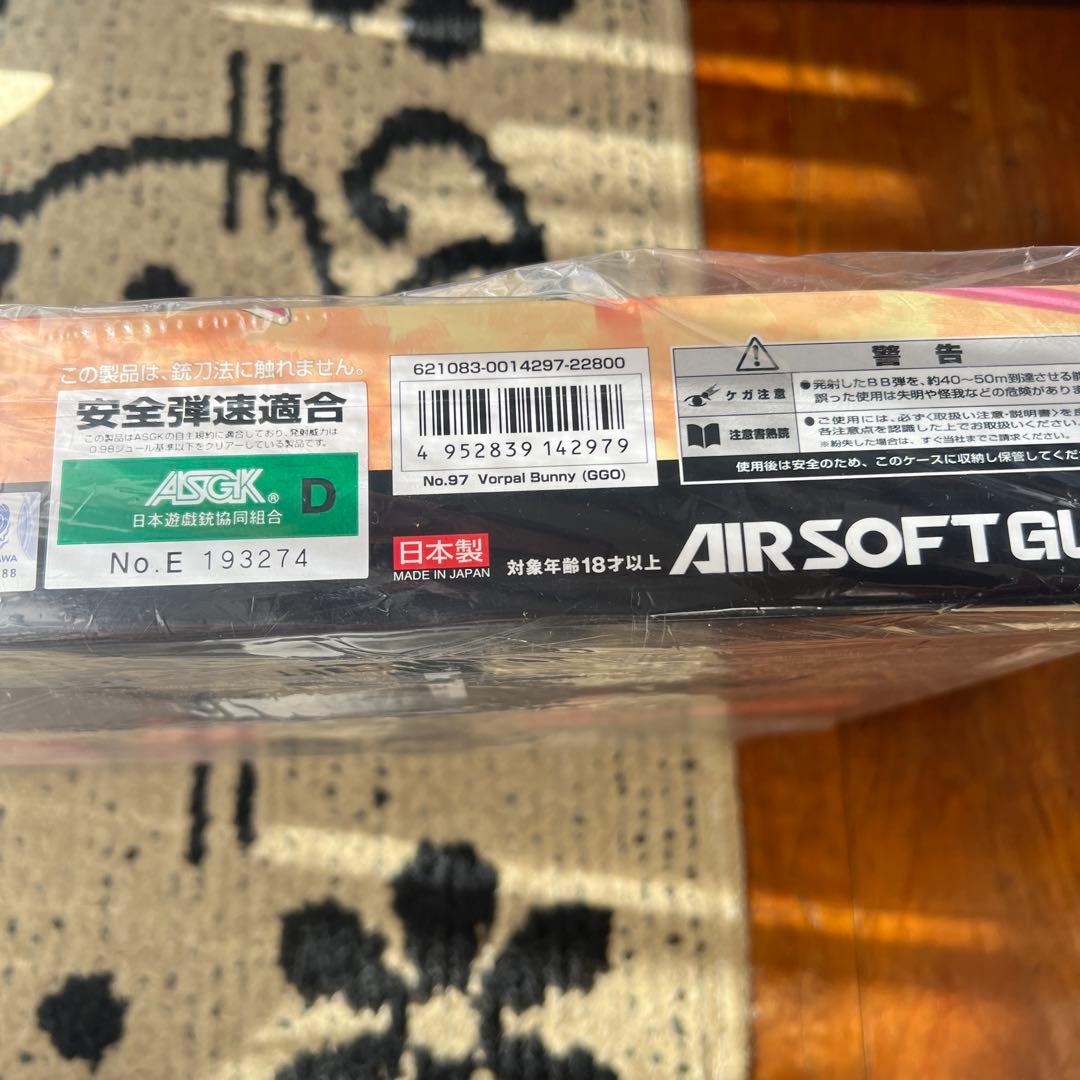 この製品は、銃刀法に触れません。
安全弾速適合
この製品はASGKの自主規約に適合しており、発射威力は
0.98ジュール基準以下をクリアーしている製品です。
ASGK® D
日本遊戯銃協同組合
No.E 193274
88
621083-0014297-22800
4 952839 142979
No.97 Vorpal Bunny (GGO)
日本製
MADE IN JAPAN
対象年齢18才以上
AIRSOFT
警告
ケガ注意
●発射したBB弾を、約40〜50m到達させる
誤った使用は失明や怪我などの危険があり
注意書熟読
●ご使用には、必ず〈取扱い注意・説明書〉を
各注意点を認識した上でお取扱いください
※紛失した場合は、すぐ当社までご請求
使用後は安全のため、このケースに収納し保管してくだ